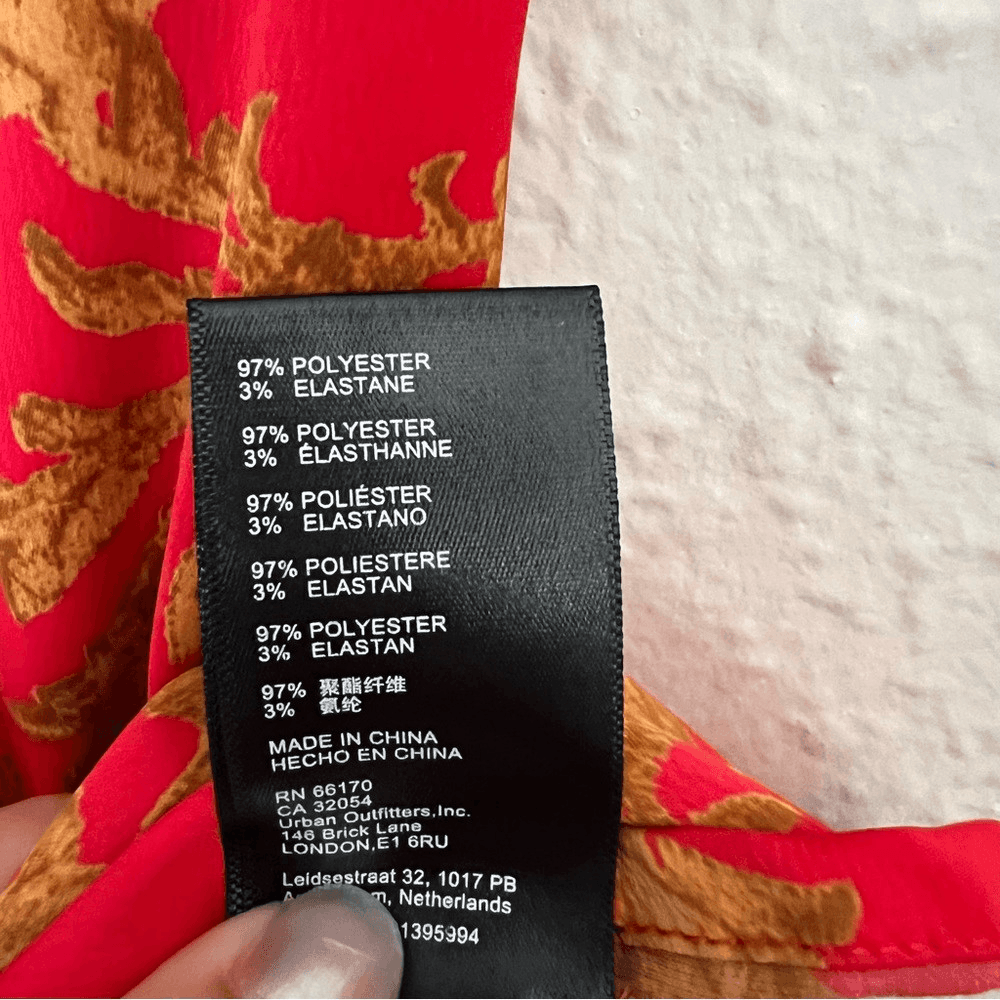 97% POLYESTER
3% ELASTANE
97% POLYESTER
3% ÉLASTHANNE
97% POLIÉSTER
3% ELASTANO
97% POLIESTERE
3% ELASTAN
97% POLYESTER
3% ELASTAN
97% 聚酯纤维
3% 氨纶
MADE IN CHINA
HECHO EN CHINA
RN 66170
CA 32054
Urban Outfitters,Inc.
146 Brick Lane
LONDON,E1 6RU
Leidsestraat 32, 1017 PB
Netherlands
1395994